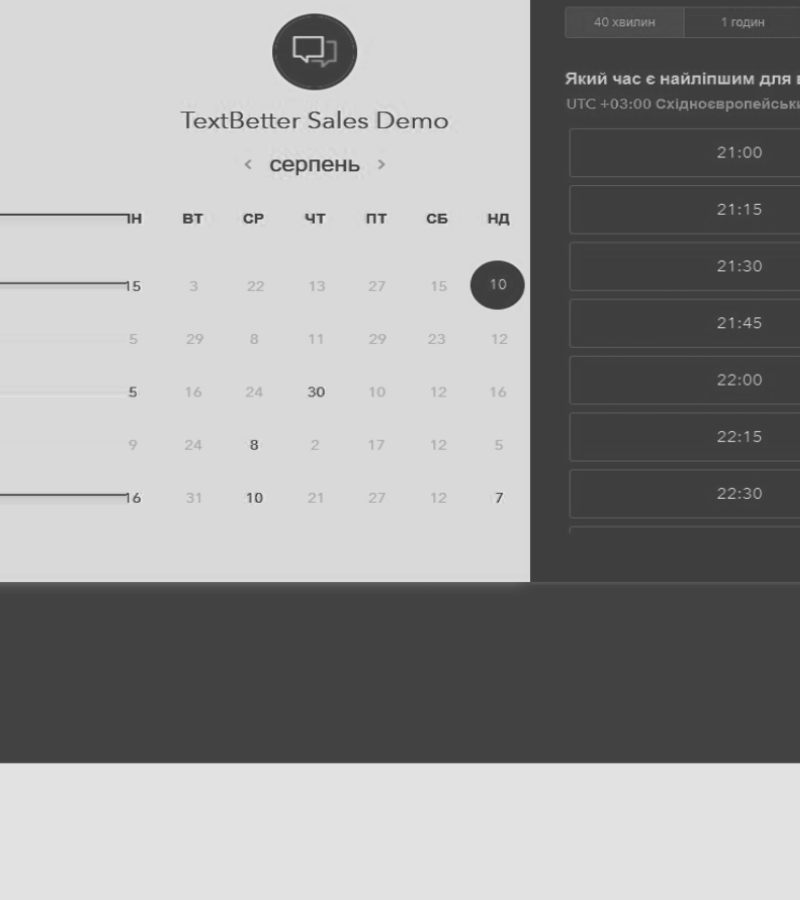 TextBetter Sales Demo
< серпень >
ПН ВТ СР ЧТ ПТ СБ НД
15 3 22 13 27 15 10
5 29 8 11 29 23 12
5 16 24 30 10 12 16
9 24 8 2 17 12 5
16 31 10 21 27 12 7
40 хвилин 1 годин
Який час є найліпшим для
UTC +03:00
21:00
21:15
21:30
21:45
22:00
22:15
22:30